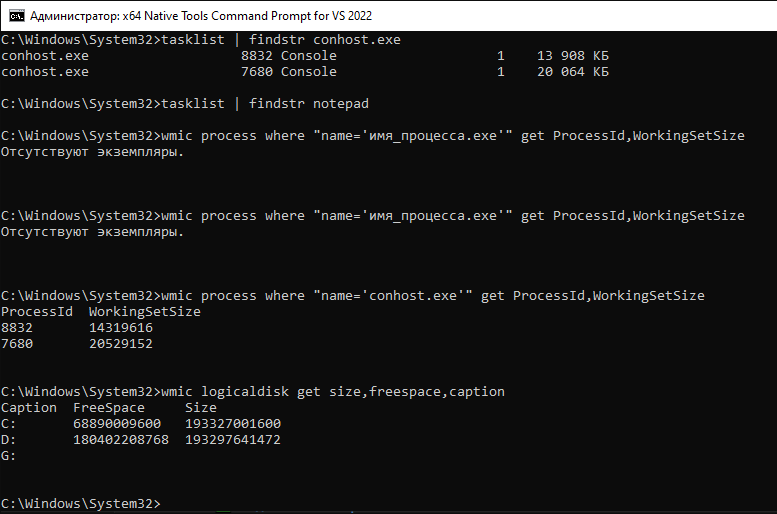 Администратор: x64 Native Tools Command Prompt for VS 2022
C:\Windows\System32>tasklist | findstr conhost.exe
conhost.exe                   8832 Console                    1    13 908 КБ
conhost.exe                   7680 Console                    1    20 064 КБ
C:\Windows\System32>tasklist | findstr notepad
C:\Windows\System32>wmic process where "name='имя_процесса.exe'" get ProcessId,WorkingSetSize
Отсутствуют экземпляры.
C:\Windows\System32>wmic process where "name='имя_процесса.exe'" get ProcessId,WorkingSetSize
Отсутствуют экземпляры.
C:\Windows\System32>wmic process where "name='conhost.exe'" get ProcessId,WorkingSetSize
ProcessId  WorkingSetSize
8832       14319616
7680       20529152
C:\Windows\System32>wmic logicaldisk get size,freespace,caption
Caption  FreeSpace     Size
C:       68890009600   193327001600
D:       180402208768  193297641472
G:
C:\Windows\System32>